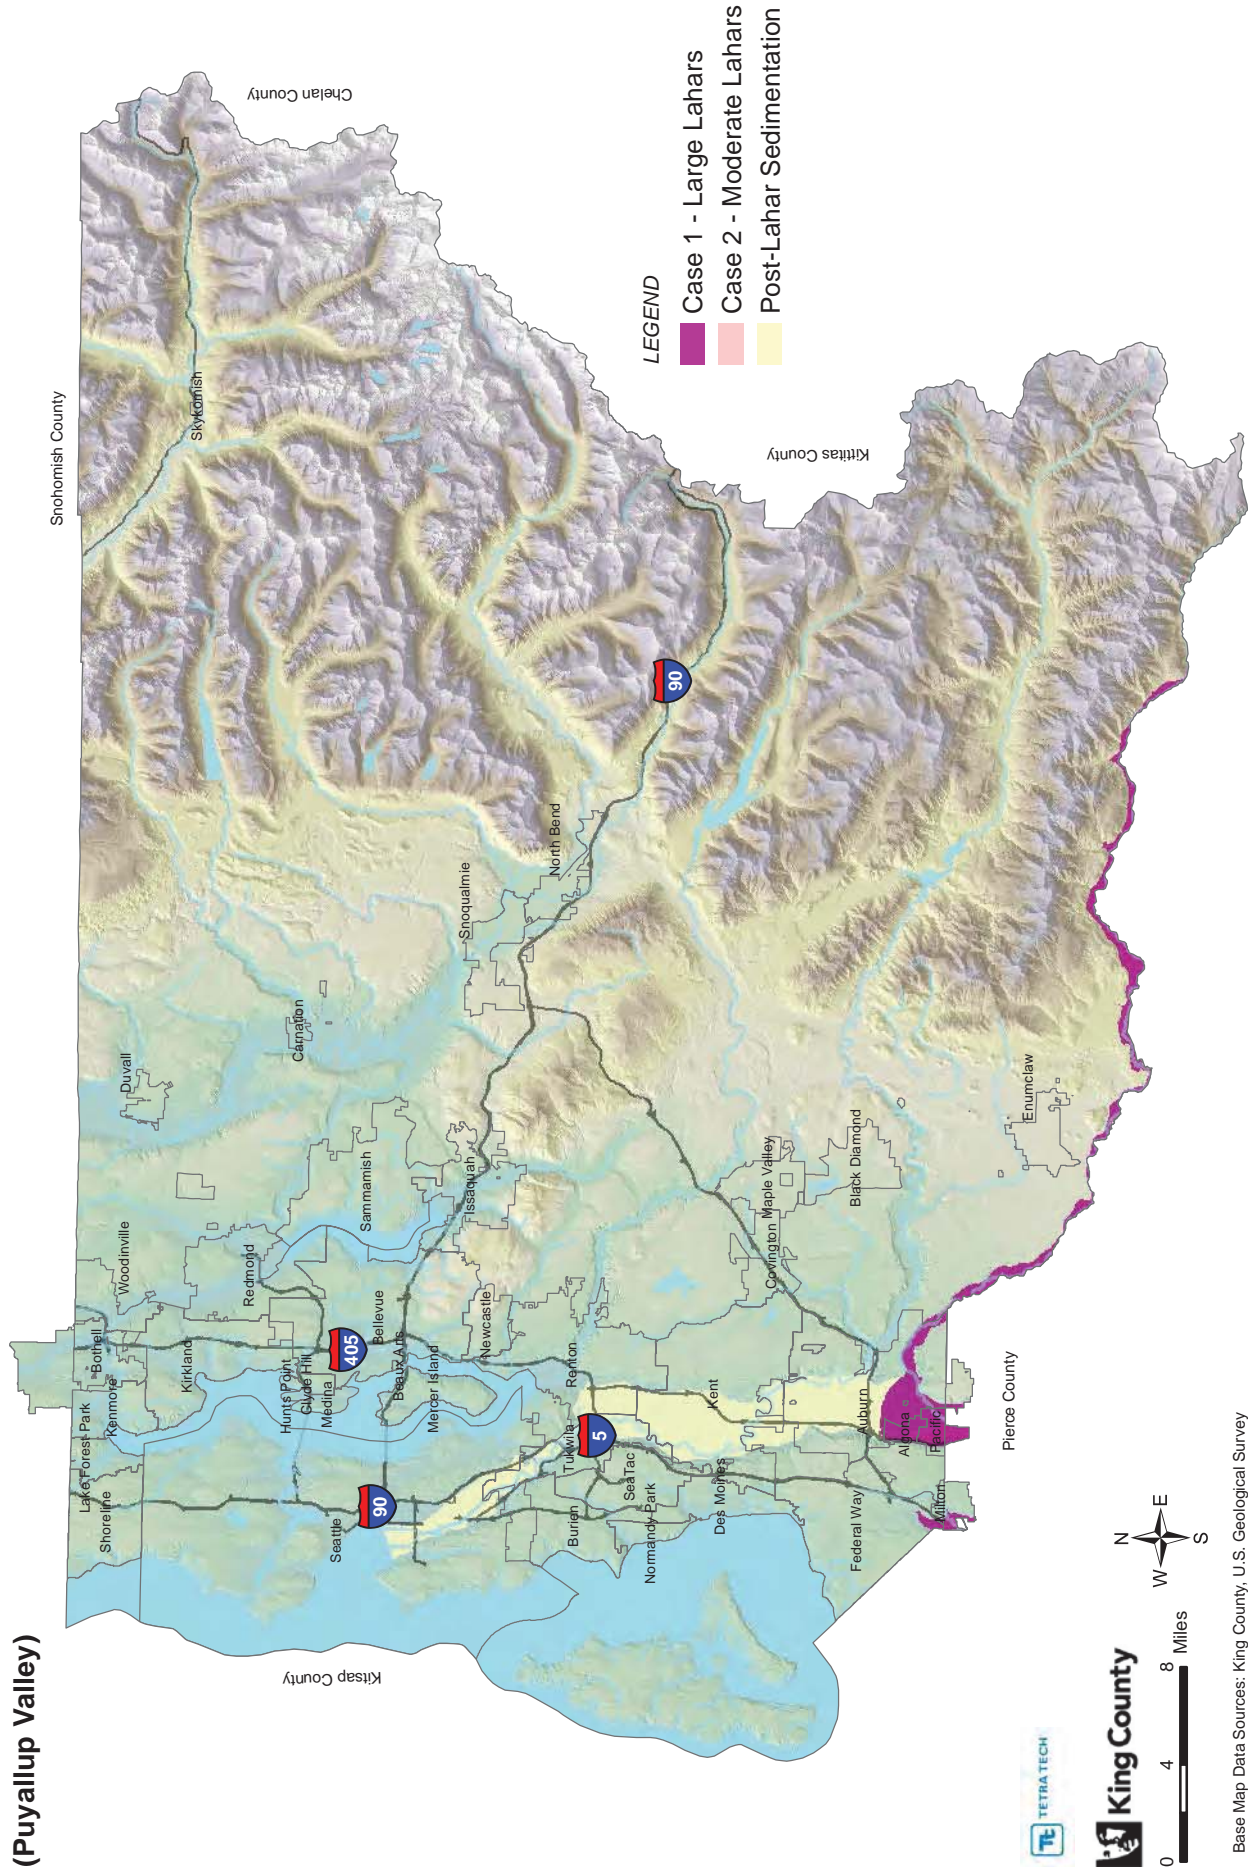 (Puyallup Valley)
Snohomish County
Chelan County
Kittitas County
Pierce County
Kitsap County
Skykomish
Duvall
Carnation
Snoqualmie
North Bend
Woodinville
Bothell
Kenmore
Lake Forest Park
Shoreline
Kirkland
Redmond
Sammamish
Hunts Point
Clyde Hill
Medina
Bellevue
Beaux Arts
Mercer Island
Issaquah
Newcastle
Seattle
Renton
Tukwila
Burien
SeaTac
Normandy Park
Des Moines
Kent
Covington
Maple Valley
Black Diamond
Enumclaw
Auburn
Algona
Pacific
Federal Way
Milton
405
90
90
5
LEGEND
Case 1 - Large Lahars
Case 2 - Moderate Lahars
Post-Lahar Sedimentation
N
W
E
S
Tt TETRA TECH
King County
0 4 8
Miles
Base Map Data Sources: King County, U.S. Geological Survey